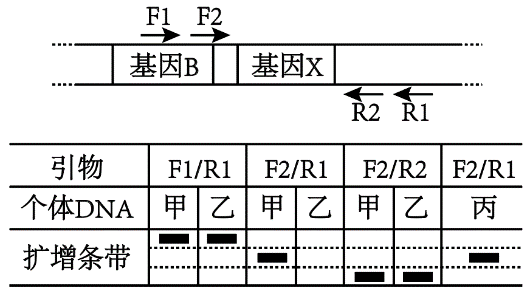 F1 F2
基因B 基因X
R2 R1
引物 F1/R1 F2/R1 F2/R2 F2/R1
个体DNA 甲 乙 甲 乙 甲 乙 丙
扩增条带